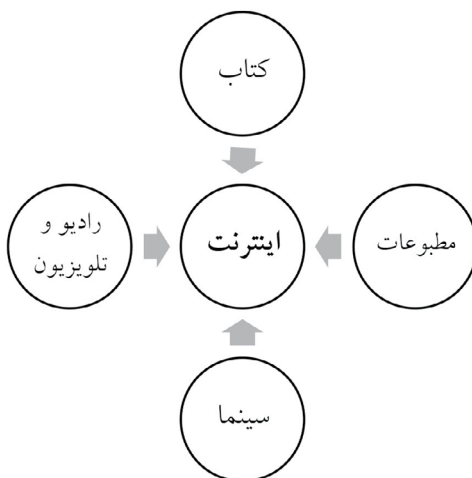 کتاب
مطبوعات
اینترنت
رادیو و
تلویزیون
سینما